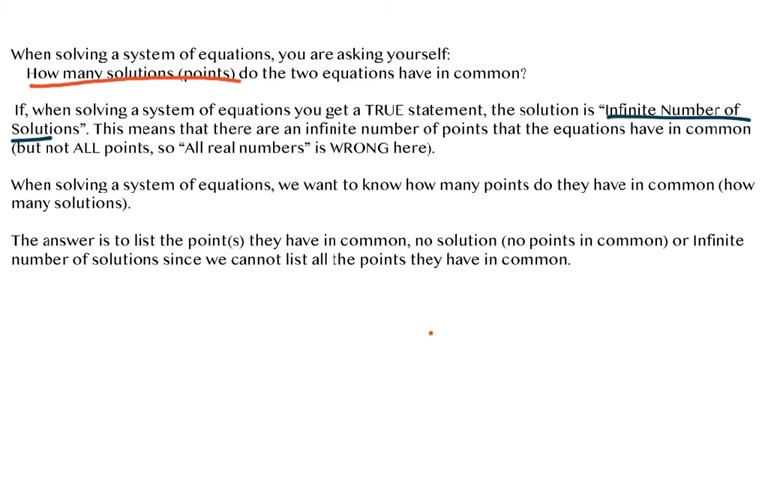 When solving a system of equations, you are asking yourself:
How many solutions (points) do the two equations have in common?
If, when solving a system of equations you get a TRUE statement, the solution is “Infinite Number of
Solutions”. This means that there are an infinite number of points that the equations have in common
(but not ALL points, so “All real numbers” is WRONG here).
When solving a system of equations, we want to know how many points do they have in common (how
many solutions).
The answer is to list the point(s) they have in common, no solution (no points in common) or Infinite
number of solutions since we cannot list all the points they have in common.